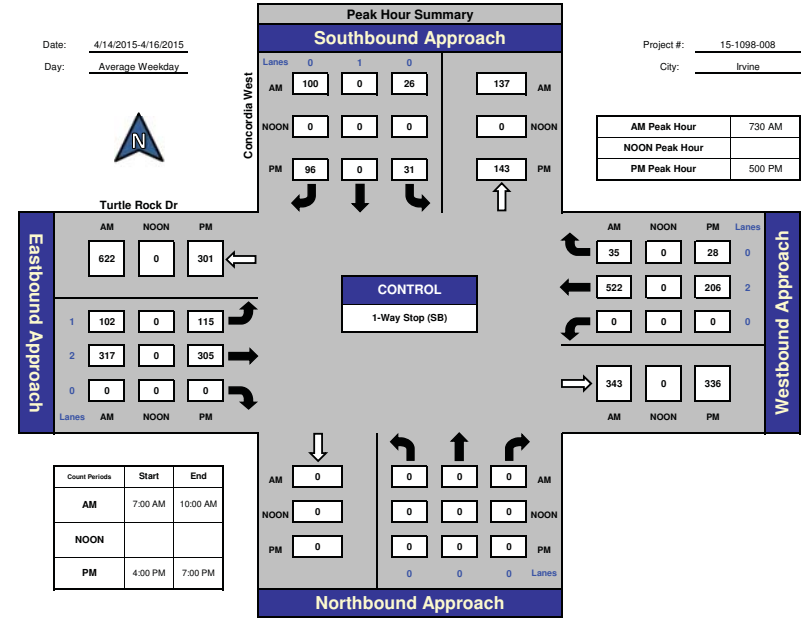 Peak Hour Summary
Date: 4/14/2015-4/16/2015
Southbound Approach
Project #: 15-1098-008
Day: Average Weekday
City: Irvine
Lanes 0 1 0
AM 100 0 26 137 AM
Concordia West
NOON 0 0 0 0 NOON
PM 96 0 31 143 PM
N
AM Peak Hour 730 AM
NOON Peak Hour
PM Peak Hour 500 PM
Turtle Rock Dr
Eastbound Approach
AM NOON PM
622 0 301
1 102 0 115
2 317 0 305
0 0 0 0
Lanes AM NOON PM
CONTROL
1-Way Stop (SB)
AM NOON PM Lanes
35 0 28 0
522 0 206 2
0 0 0 0
343 0 336
AM NOON PM
Westbound Approach
Count Periods Start End
AM 7:00 AM 10:00 AM
NOON
PM 4:00 PM 7:00 PM
AM 0 0 0 0 AM
NOON 0 0 0 0 NOON
PM 0 0 0 0 PM
0 0 0 Lanes
Northbound Approach